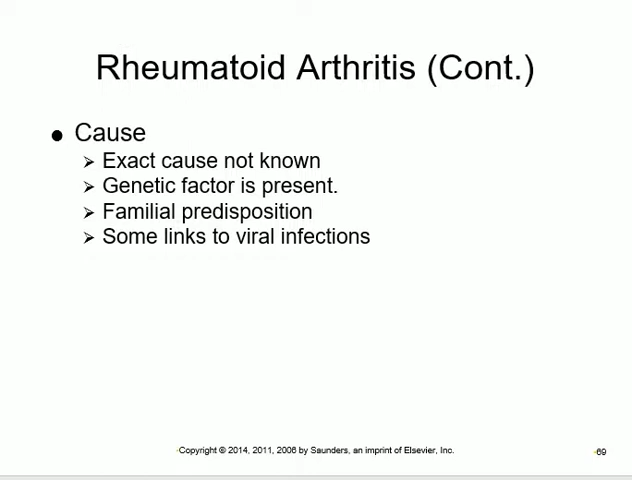 Rheumatoid Arthritis (Cont.)
● Cause
➢ Exact cause not known
➢ Genetic factor is present.
➢ Familial predisposition
➢ Some links to viral infections
Copyright © 2014, 2011, 2006 by Saunders, an imprint of Elsevier, Inc.
69